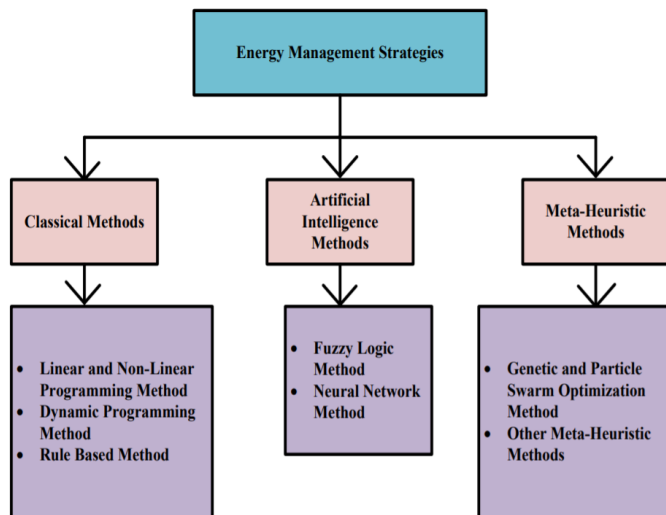 Energy Management Strategies
Classical Methods
Artificial
Intelligence
Methods
Meta-Heuristic
Methods
• Linear and Non-Linear
Programming Method
• Dynamic Programming
Method
• Rule Based Method
• Fuzzy Logic
Method
• Neural Network
Method
• Genetic and Particle
Swarm Optimization
Method
• Other Meta-Heuristic
Methods